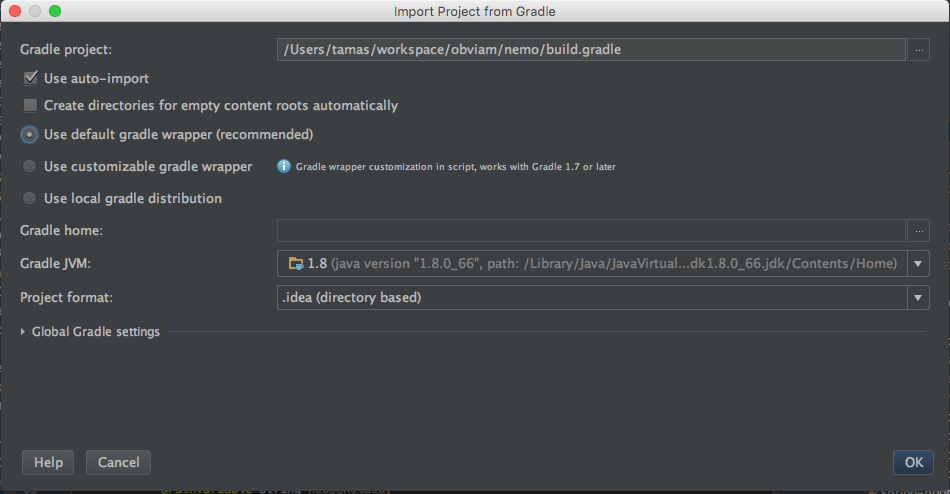 Import Project from Gradle
Gradle project: /Users/tamas/workspace/obviam/nemo/build.gradle ...
Use auto-import
Create directories for empty content roots automatically
Use default gradle wrapper (recommended)
Use customizable gradle wrapper Gradle wrapper customization in script, works with Gradle 1.7 or later
Use local gradle distribution
Gradle home: ...
Gradle JVM: 1.8 (java version "1.8.0_66", path: /Library/Java/JavaVirtual...dk1.8.0_66.jdk/Contents/Home)
Project format: .idea (directory based)
Global Gradle settings
Help Cancel OK